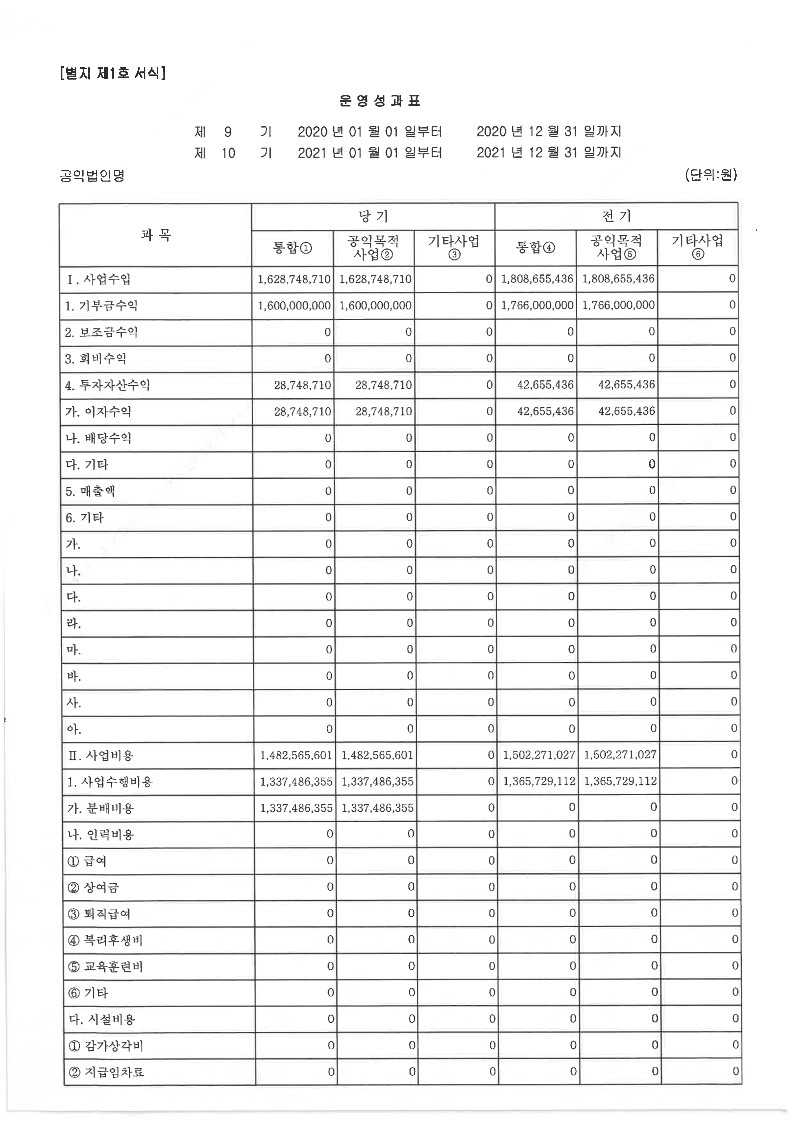 [별지 제1호 서식]
운 영 성 과 표
제 9 기 2020 년 01 월 01 일부터 2020 년 12 월 31 일까지
제 10 기 2021 년 01 월 01 일부터 2021 년 12 월 31 일까지
공익법인명 (단위:원)
과 목 당 기 전 기
통합① 공익목적 사업② 기타사업 ③ 통합④ 공익목적 사업⑤ 기타사업 ⑥
Ⅰ. 사업수입 1,628,748,710 1,628,748,710 0 1,808,655,436 1,808,655,436 0
1. 기부금수익 1,600,000,000 1,600,000,000 0 1,766,000,000 1,766,000,000 0
2. 보조금수익 0 0 0 0 0 0
3. 회비수익 0 0 0 0 0 0
4. 투자자산수익 28,748,710 28,748,710 0 42,655,436 42,655,436 0
가. 이자수익 28,748,710 28,748,710 0 42,655,436 42,655,436 0
나. 배당수익 0 0 0 0 0 0
다. 기타 0 0 0 0 0 0
5. 매출액 0 0 0 0 0 0
6. 기타 0 0 0 0 0 0
가. 0 0 0 0 0 0
나. 0 0 0 0 0 0
다. 0 0 0 0 0 0
라. 0 0 0 0 0 0
마. 0 0 0 0 0 0
바. 0 0 0 0 0 0
사. 0 0 0 0 0 0
아. 0 0 0 0 0 0
Ⅱ. 사업비용 1,482,565,601 1,482,565,601 0 1,502,271,027 1,502,271,027 0
1. 사업수행비용 1,337,486,355 1,337,486,355 0 1,365,729,112 1,365,729,112 0
가. 분배비용 1,337,486,355 1,337,486,355 0 0 0 0
나. 인력비용 0 0 0 0 0 0
① 급여 0 0 0 0 0 0
② 상여금 0 0 0 0 0 0
③ 퇴직급여 0 0 0 0 0 0
④ 복리후생비 0 0 0 0 0 0
⑤ 교육훈련비 0 0 0 0 0 0
⑥ 기타 0 0 0 0 0 0
다. 시설비용 0 0 0 0 0 0
① 감가상각비 0 0 0 0 0 0
② 지급임차료 0 0 0 0 0 0